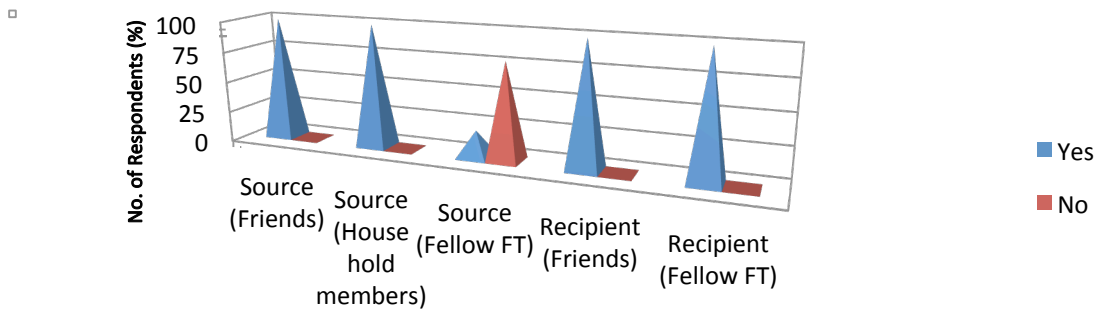 No. of Respondents (%)
100
75
50
25
0
Source
(Friends)
Source
(House
hold
members)
Source
(Fellow FT)
Recipient
(Friends)
Recipient
(Fellow FT)
Yes
No